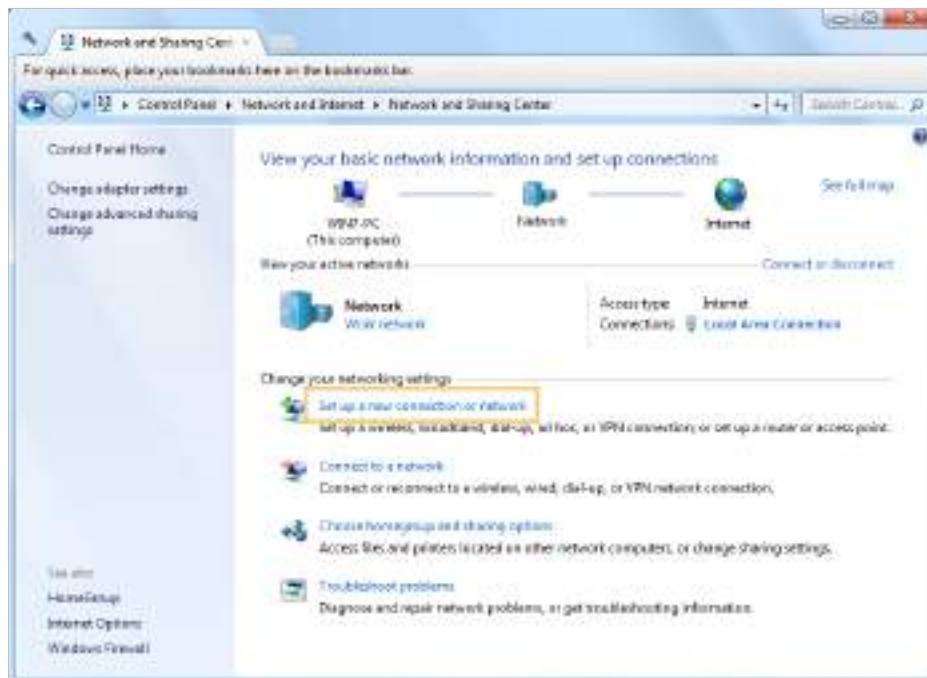 Network and Sharing Cen
For quick access, place your bookmarks here on the bookmarks bar.
Control Panel Network and Internet Network and Sharing Center
Search Control
Control Panel Home
Change adapter settings
Change advanced sharing
settings
View your basic network information and set up connections
See full map
(This computer)
Network
Internet
View your active networks
Connect or disconnect
Network
Work network
Access type
Internet
Connections
Local Area Connection
Change your networking settings
Set up a new connection or network
Set up a wireless, broadband, dial-up, ad hoc, or VPN connection; or set up a router or access point.
Connect to a network
Connect or reconnect to a wireless, wired, dial-up, or VPN network connection.
Choose homegroup and sharing options
Access files and printers located on other network computers, or change sharing settings.
Troubleshoot problems
Diagnose and repair network problems, or get troubleshooting information.
See also
HomeGroup
Internet Options
Windows Firewall